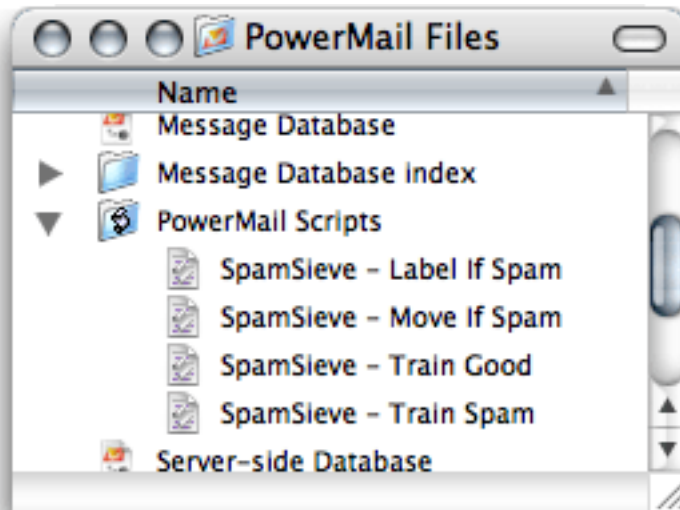 PowerMail Files
Name
Message Database
Message Database index
PowerMail Scripts
SpamSieve – Label If Spam
SpamSieve – Move If Spam
SpamSieve – Train Good
SpamSieve – Train Spam
Server-side Database